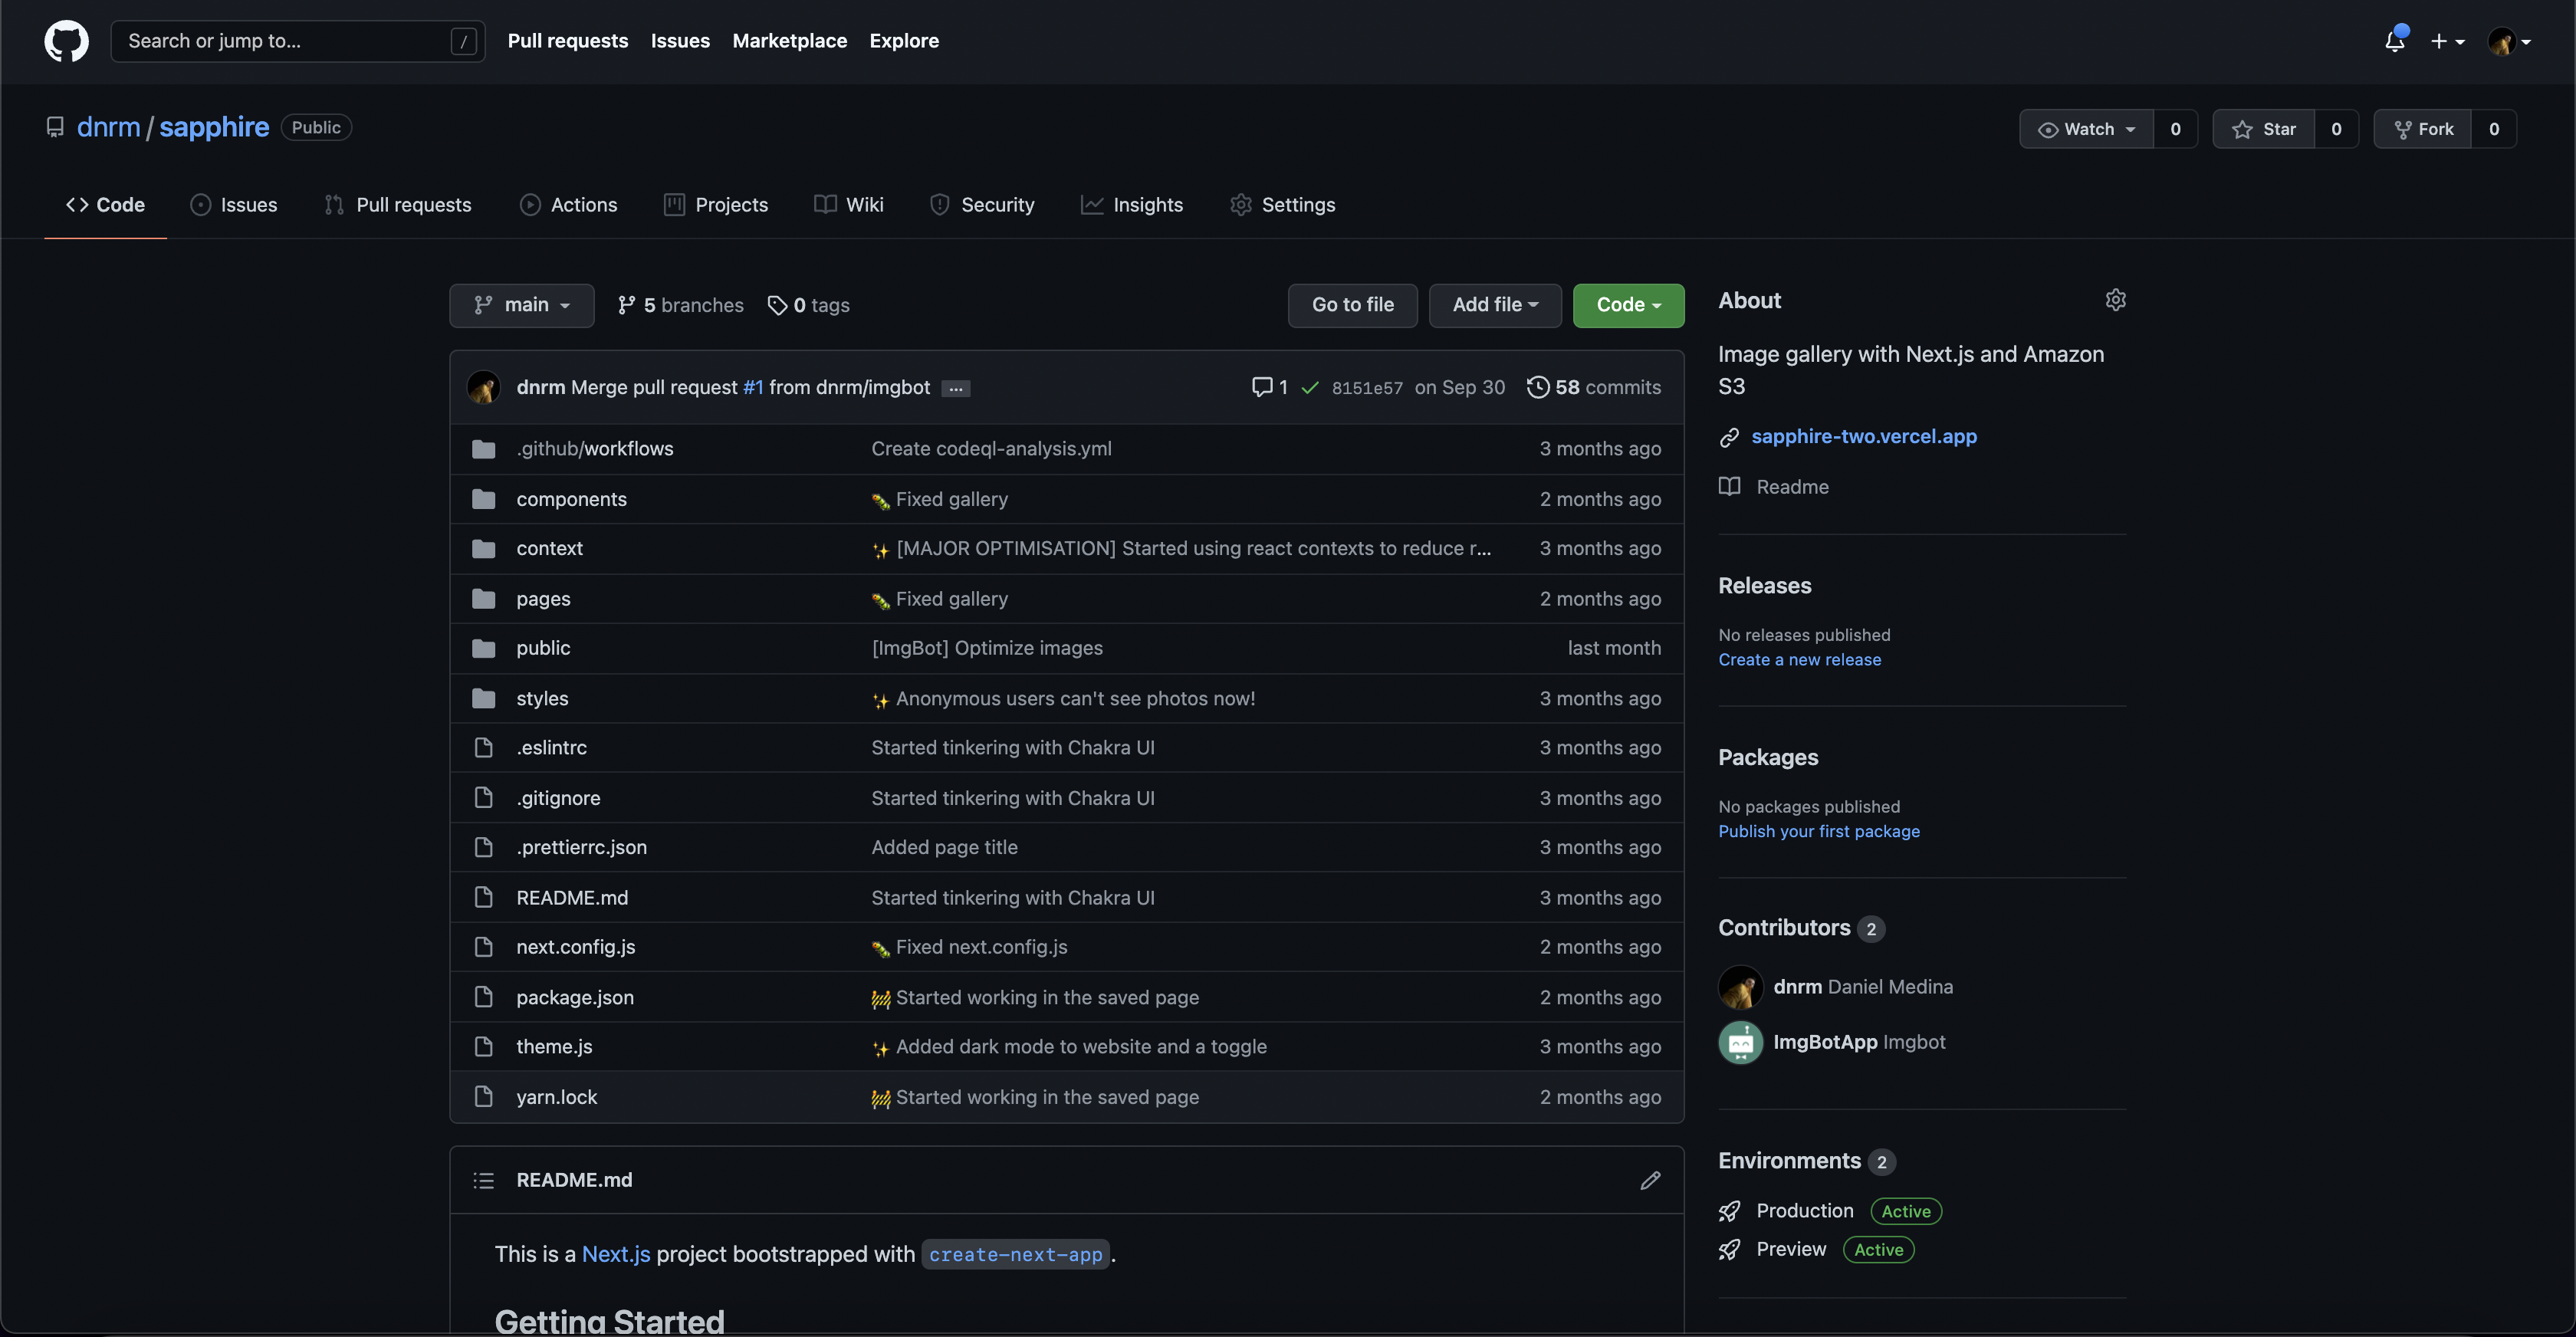 Search or jump to... /
Pull requests Issues Marketplace Explore
dnrm / sapphire Public
Watch 0 Star 0 Fork 0
Code Issues Pull requests Actions Projects Wiki Security Insights Settings
main 5 branches 0 tags Go to file Add file Code
dnrm Merge pull request #1 from dnrm/imgbot ... 1 8151e57 on Sep 30 58 commits
.github/workflows Create codeql-analysis.yml 3 months ago
components 🐛 Fixed gallery 2 months ago
context ✨ [MAJOR OPTIMISATION] Started using react contexts to reduce r... 3 months ago
pages 🐛 Fixed gallery 2 months ago
public [ImgBot] Optimize images last month
styles ✨ Anonymous users can't see photos now! 3 months ago
.eslintrc Started tinkering with Chakra UI 3 months ago
.gitignore Started tinkering with Chakra UI 3 months ago
.prettierrc.json Added page title 3 months ago
README.md Started tinkering with Chakra UI 3 months ago
next.config.js 🐛 Fixed next.config.js 2 months ago
package.json 🚧 Started working in the saved page 2 months ago
theme.js ✨ Added dark mode to website and a toggle 3 months ago
yarn.lock 🚧 Started working in the saved page 2 months ago
README.md
This is a Next.js project bootstrapped with create-next-app.
Getting Started
About
Image gallery with Next.js and Amazon
S3
sapphire-two.vercel.app
Readme
Releases
No releases published
Create a new release
Packages
No packages published
Publish your first package
Contributors 2
dnrm Daniel Medina
ImgBotApp Imgbot
Environments 2
Production Active
Preview Active